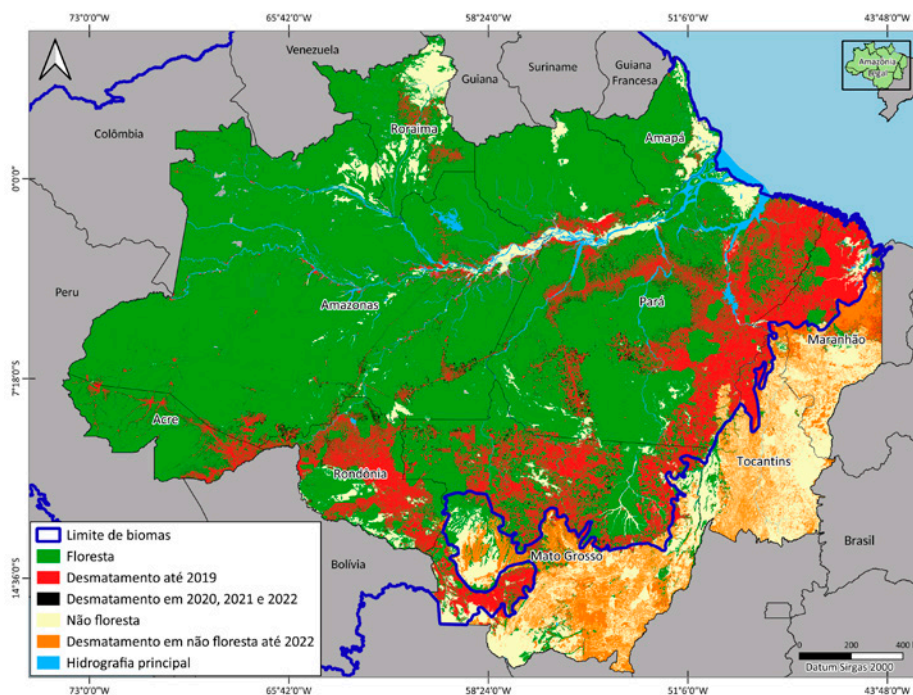 73°0'0"W 65°42'0"W 58°24'0"W 51°16'0"W 43°48'0"W
Venezuela
Guiana
Suriname
Guiana
Francesa
Amazônia
legal
Colômbia
Roraima
Amapá
0°0'0"
Peru
Amazonas
Pará
Maranhão
7°18'0"S
Acre
Rondônia
Tocantins
Mato Grosso
Bolívia
Brasil
14°36'0"S
Limite de biomas
Floresta
Desmatamento até 2019
Desmatamento em 2020, 2021 e 2022
Não floresta
Desmatamento em não floresta até 2022
Hidrografia principal
0 200 400
Datum Sirgas 2000
73°0'0"W 65°42'0"W 58°24'0"W 51°16'0"W 43°48'0"W